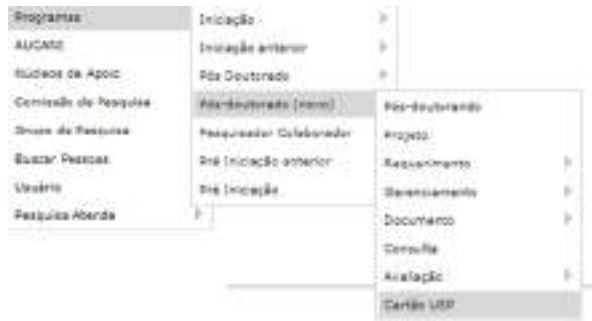 Programas
AUCANI
Núcleos de Apoio
Comissão de Pesquisa
Grupo de Pesquisa
Buscar Pessoas
Usuário
Pesquisa Atende
Iniciação
Iniciação anterior
Pós Doutorado
Pós-doutorado (novo)
Pesquisador Colaborador
Pré Iniciação anterior
Pré Iniciação
Pós-doutorando
Projeto
Requerimento
Gerenciamento
Documento
Consulta
Avaliação
Cartão USP